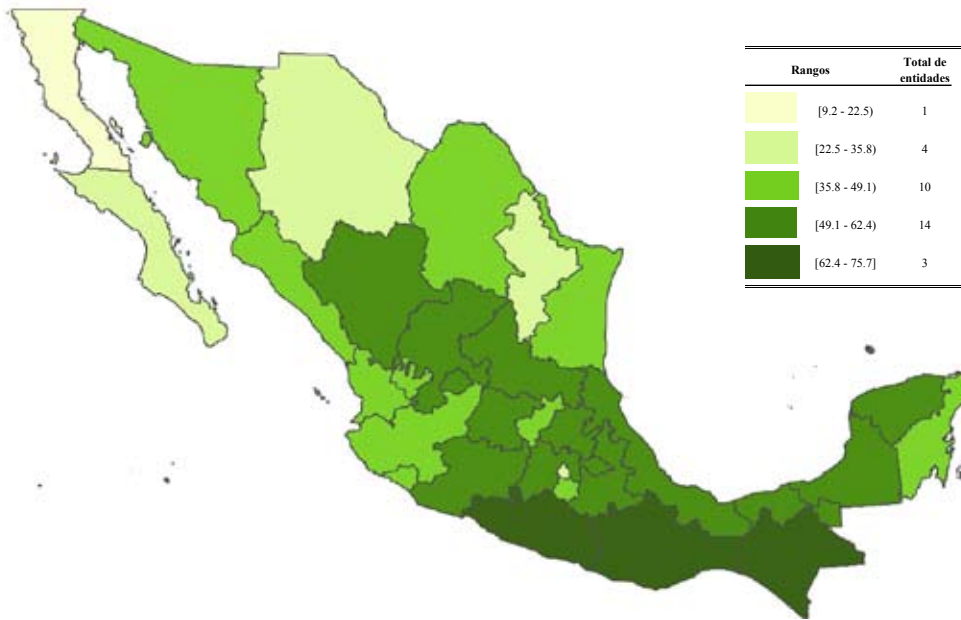 Rangos Total de
entidades
[9.2 - 22.5) 1
[22.5 - 35.8) 4
[35.8 - 49.1) 10
[49.1 - 62.4) 14
[62.4 - 75.7] 3